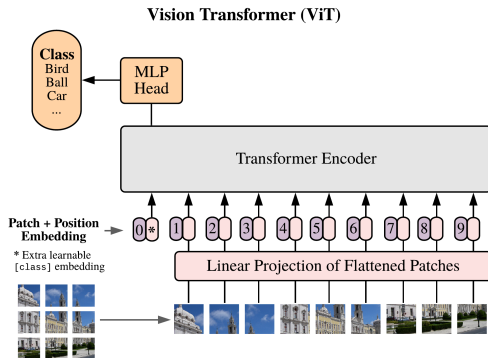 Vision Transformer (ViT)
Class
Bird
Ball
Car
...
MLP
Head
Transformer Encoder
Patch + Position
Embedding
0 * 1 2 3 4 5 6 7 8 9
* Extra learnable
[class] embedding
Linear Projection of Flattened Patches